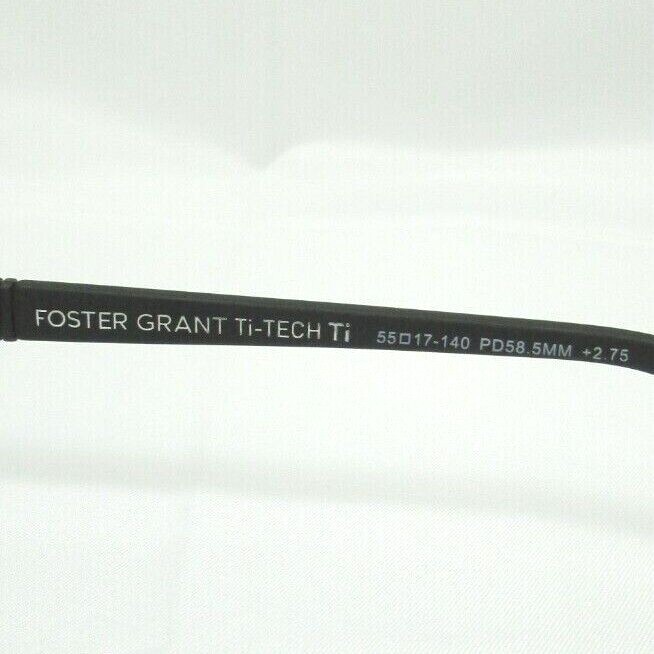 FOSTER GRANT Ti-TECH Ti 55□17-140 PD58.5MM +2.75